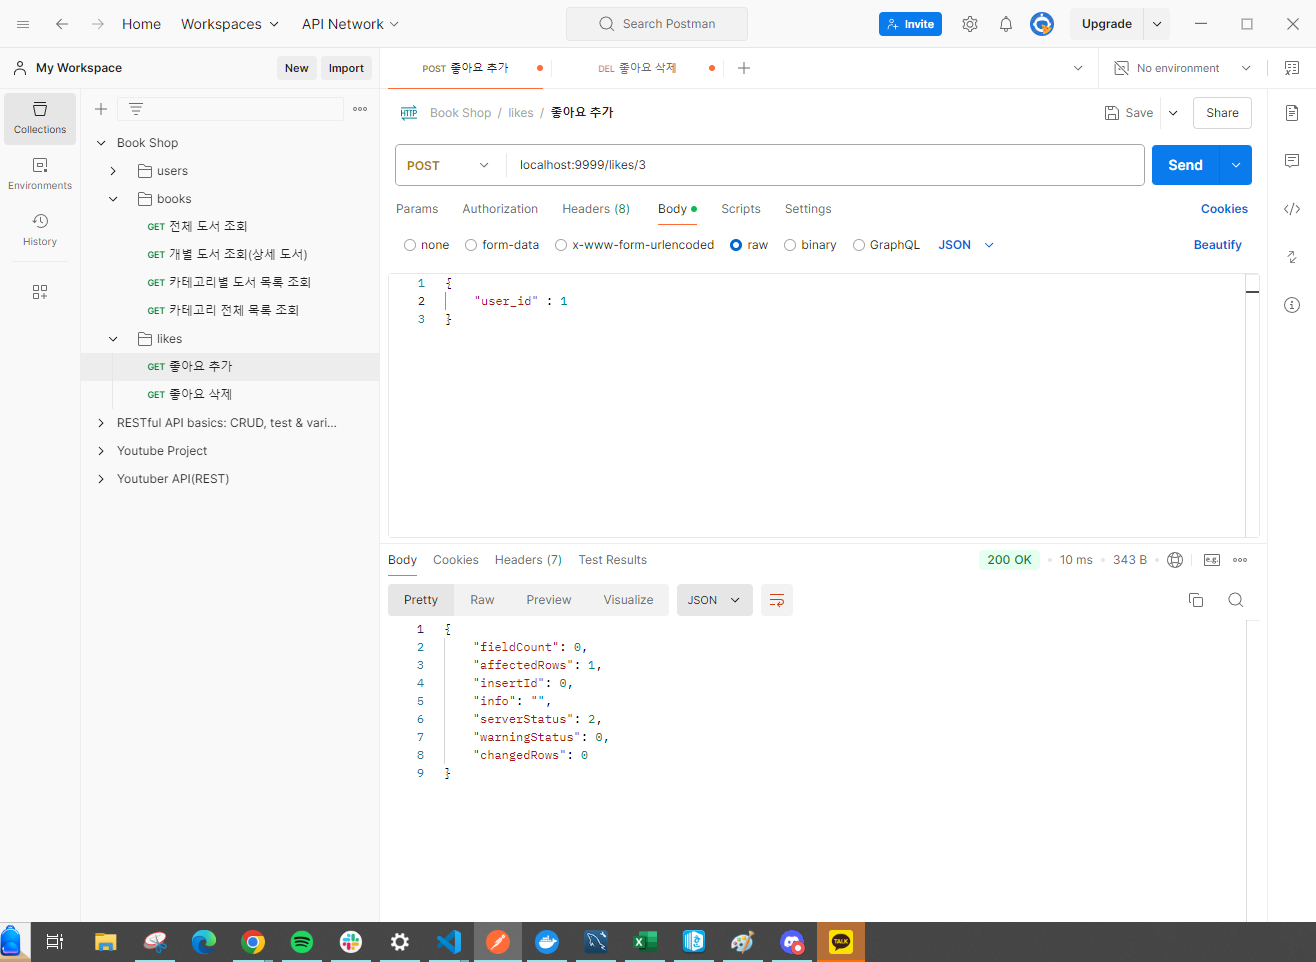 Home Workspaces API Network Search Postman Invite Upgrade
My Workspace New Import POST 좋아요 추가 DEL 좋아요 삭제 No environment
Collections
Environments
History
Book Shop
users
books
GET 전체 도서 조회
GET 개별 도서 조회(상세 도서)
GET 카테고리별 도서 목록 조회
GET 카테고리 전체 목록 조회
likes
GET 좋아요 추가
GET 좋아요 삭제
RESTful API basics: CRUD, test & vari...
Youtube Project
Youtuber API(REST)
HTTP Book Shop / likes / 좋아요 추가 Save Share
POST localhost:9999/likes/3 Send
Params Authorization Headers (8) Body Scripts Settings Cookies
none form-data x-www-form-urlencoded raw binary GraphQL JSON Beautify
1 {
2 "user_id" : 1
3 }
Body Cookies Headers (7) Test Results 200 OK 10 ms 343 B e.g.
Pretty Raw Preview Visualize JSON
1 {
2 "fieldCount": 0,
3 "affectedRows": 1,
4 "insertId": 0,
5 "info": "",
6 "serverStatus": 2,
7 "warningStatus": 0,
8 "changedRows": 0
9 }
TALK